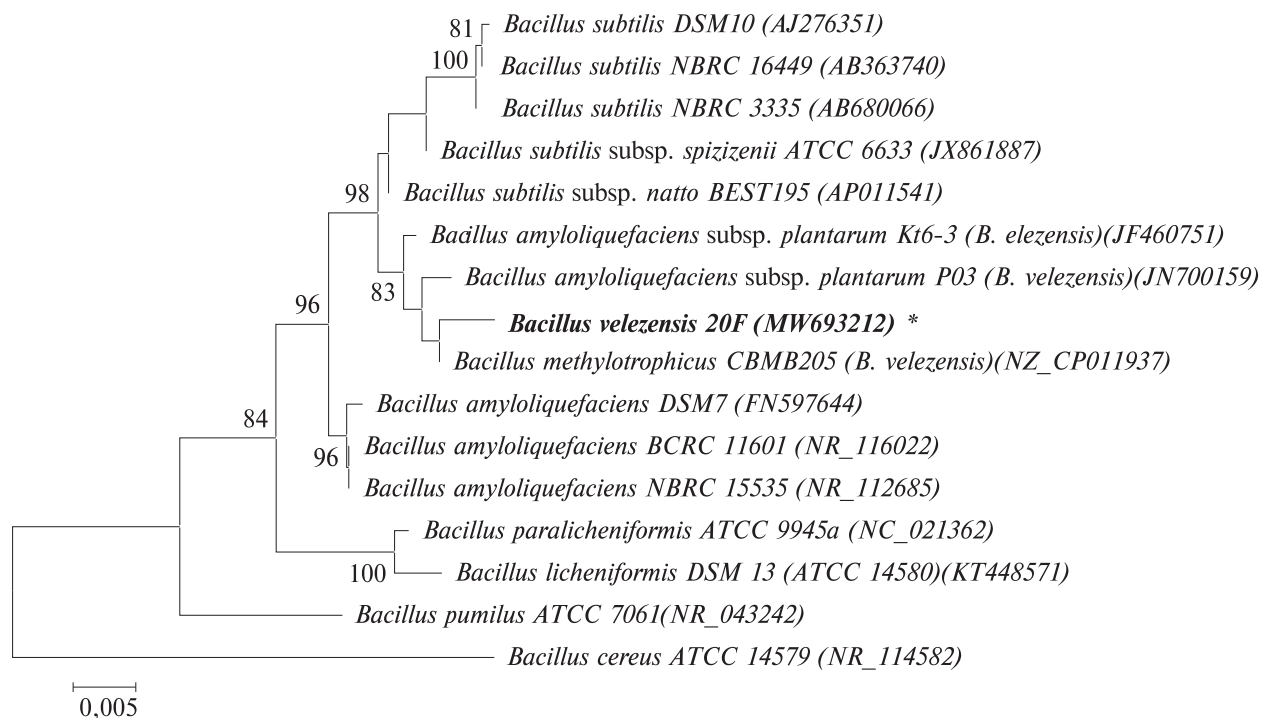 81
Bacillus subtilis DSM10 (AJ276351)
100
Bacillus subtilis NBRC 16449 (AB363740)
Bacillus subtilis NBRC 3335 (AB680066)
Bacillus subtilis subsp. spizizenii ATCC 6633 (JX861887)
98
Bacillus subtilis subsp. natto BEST195 (AP011541)
Bacillus amyloliquefaciens subsp. plantarum Kt6-3 (B. elezensis)(JF460751)
Bacillus amyloliquefaciens subsp. plantarum P03 (B. velezensis)(JN700159)
83
96
Bacillus velezensis 20F (MW693212) *
Bacillus methylotrophicus CBMB205 (B. velezensis)(NZ_CP011937)
Bacillus amyloliquefaciens DSM7 (FN597644)
84
Bacillus amyloliquefaciens BCRC 11601 (NR_116022)
96
Bacillus amyloliquefaciens NBRC 15535 (NR_112685)
Bacillus paralicheniformis ATCC 9945a (NC_021362)
100
Bacillus licheniformis DSM 13 (ATCC 14580)(KT448571)
Bacillus pumilus ATCC 7061(NR_043242)
Bacillus cereus ATCC 14579 (NR_114582)
0,005